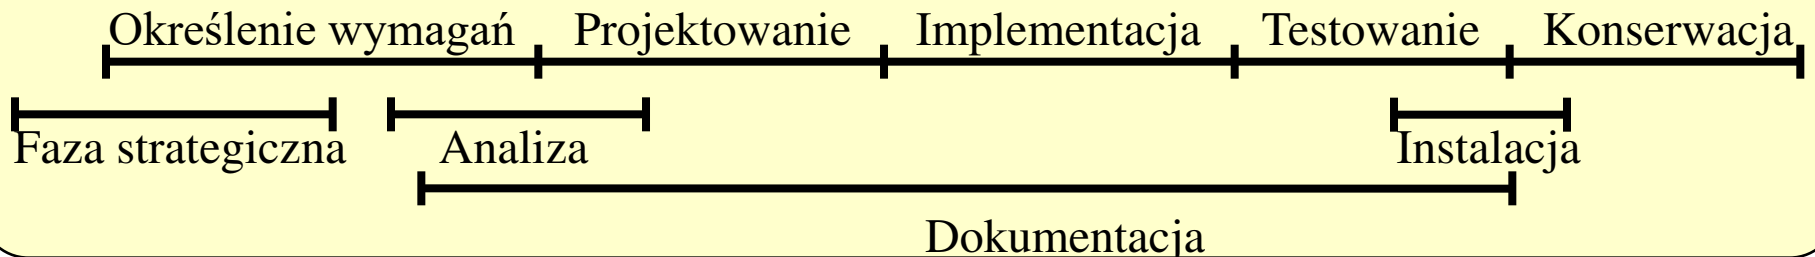 Określenie wymagań Projektowanie Implementacja Testowanie Konserwacja
Faza strategiczna Analiza Instalacja
Dokumentacja